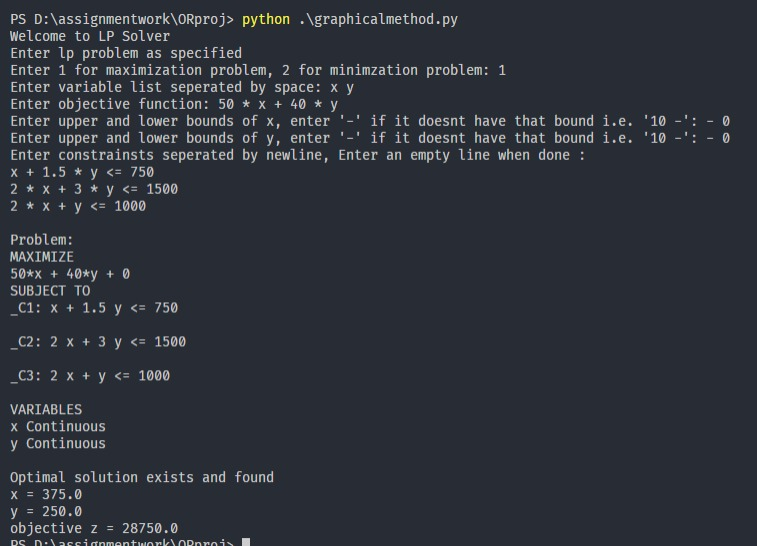 PS D:\assignmentwork\ORproj> python .\graphicalmethod.py
Welcome to LP Solver
Enter lp problem as specified
Enter 1 for maximization problem, 2 for minimzation problem: 1
Enter variable list seperated by space: x y
Enter objective function: 50 * x + 40 * y
Enter upper and lower bounds of x, enter '-' if it doesnt have that bound i.e. '10 -': - 0
Enter upper and lower bounds of y, enter '-' if it doesnt have that bound i.e. '10 -': - 0
Enter constrainsts seperated by newline, Enter an empty line when done :
x + 1.5 * y <= 750
2 * x + 3 * y <= 1500
2 * x + y <= 1000
Problem:
MAXIMIZE
50*x + 40*y + 0
SUBJECT TO
_C1: x + 1.5 y <= 750
_C2: 2 x + 3 y <= 1500
_C3: 2 x + y <= 1000
VARIABLES
x Continuous
y Continuous
Optimal solution exists and found
x = 375.0
y = 250.0
objective z = 28750.0
PS D:\assignmentwork\ORproj>